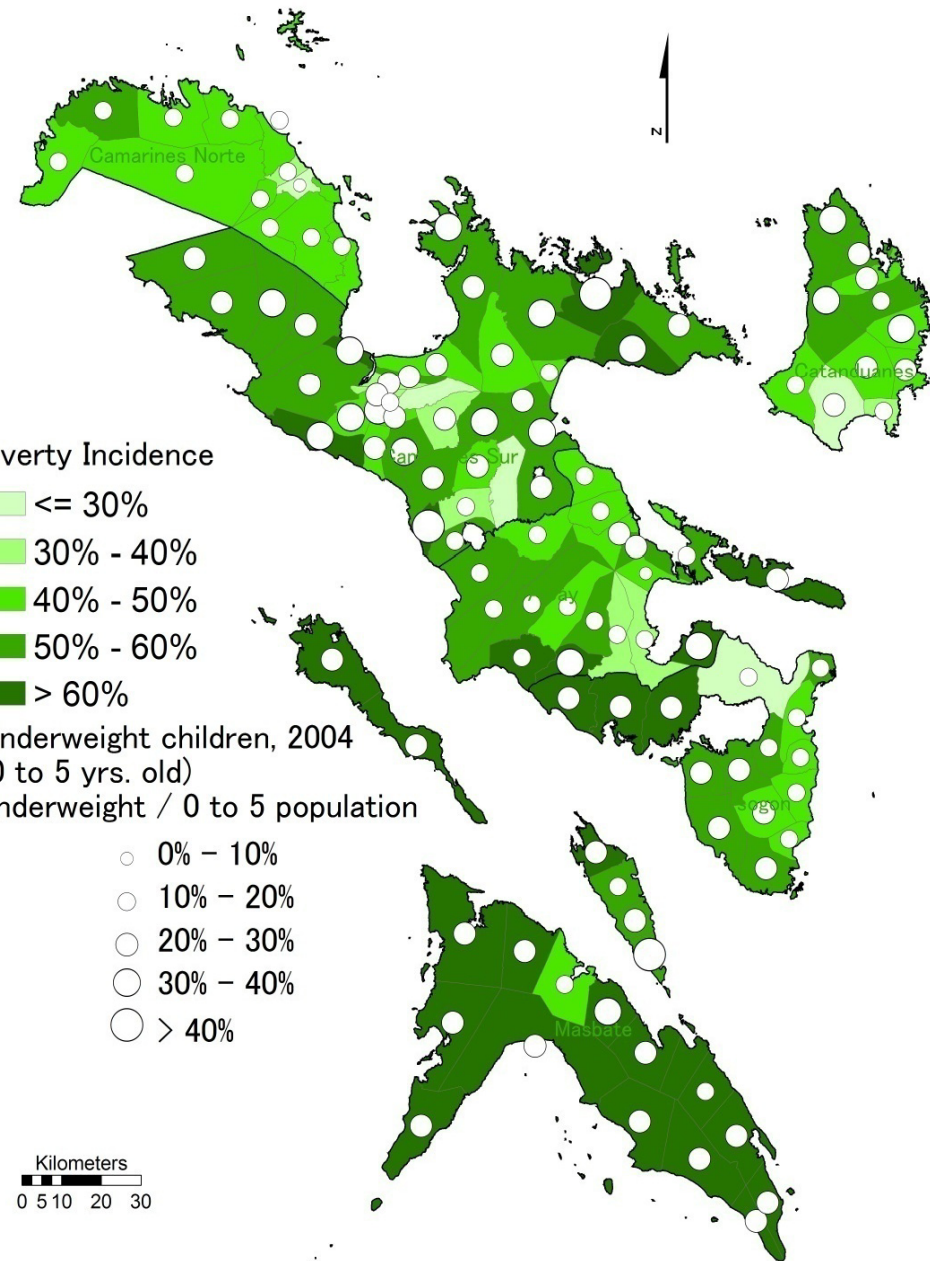 N
Camarines Norte
Catanduanes
verty Incidence
<= 30%
30% - 40%
40% - 50%
50% - 60%
> 60%
nderweight children, 2004
0 to 5 yrs. old)
nderweight / 0 to 5 population
0% - 10%
10% - 20%
20% - 30%
30% - 40%
> 40%
Sur
sogon
Masbate
Kilometers
0 5 10 20 30